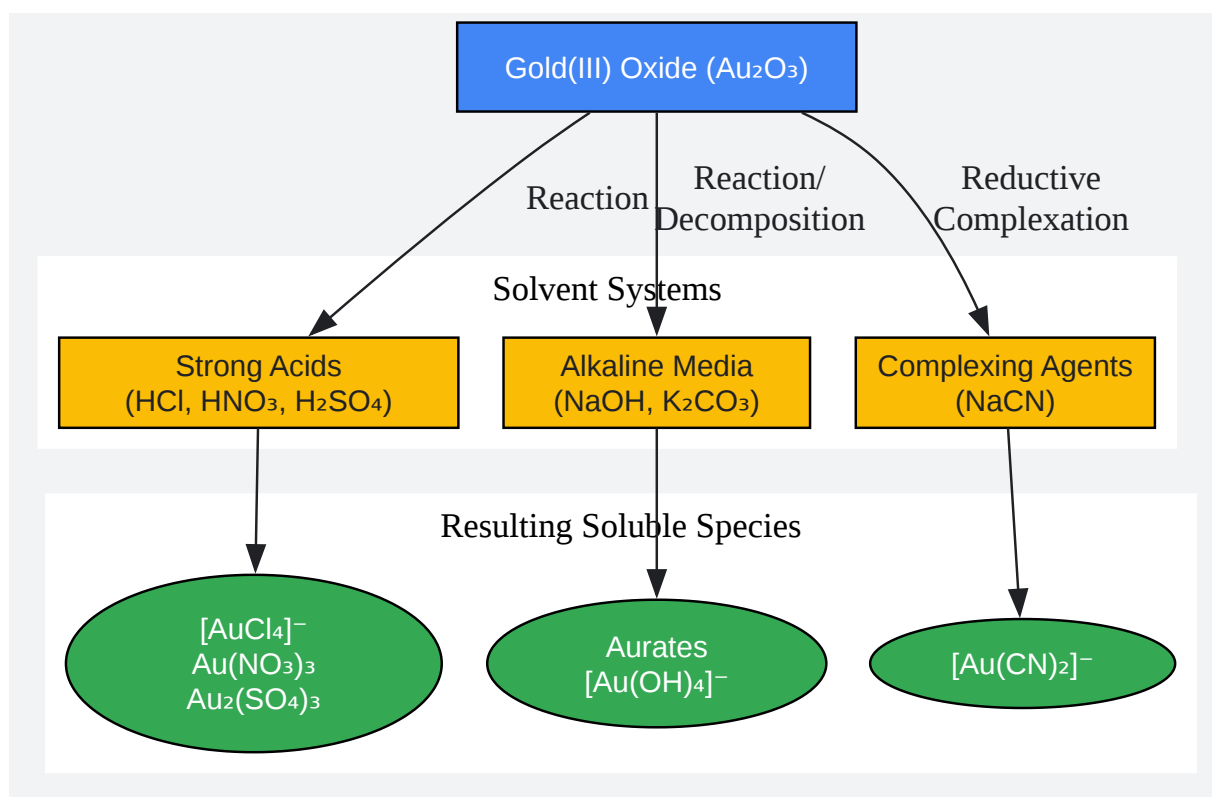 Gold(III) Oxide (Au₂O₃)
Reaction
Reaction/
Decomposition
Reductive
Complexation
Solvent Systems
Strong Acids
(HCl, HNO₃, H₂SO₄)
Alkaline Media
(NaOH, K₂CO₃)
Complexing Agents
(NaCN)
Resulting Soluble Species
[AuCl₄]⁻
Au(NO₃)₃
Au₂(SO₄)₃
Aurates
[Au(OH)₄]⁻
[Au(CN)₂]⁻